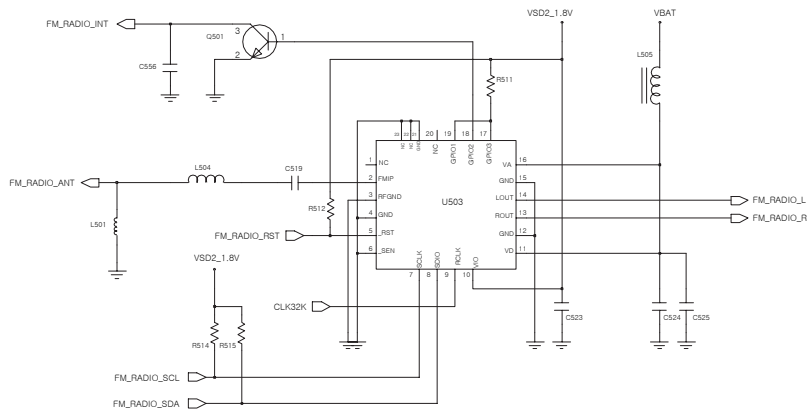 VSD2_1.8V
VBAT
FM_RADIO_INT
3
Q501
1
2
C556
L505
R511
20
19
18
17
NC
NC
GND
NC
GPIO1
GPIO2
GPIO3
1
NC
VA
16
L504
C519
FM_RADIO_ANT
2
FMIP
GND
15
3
RFGND
U503
LOUT
14
FM_RADIO_L
R512
4
GND
ROUT
13
FM_RADIO_R
L501
FM_RADIO_RST
5
_RST
GND
12
6
_SEN
VD
11
SCLK
SDIO
RCLK
VIO
7
8
9
10
VSD2_1.8V
CLK32K
C523
C524
C525
R514
R515
FM_RADIO_SCL
FM_RADIO_SDA